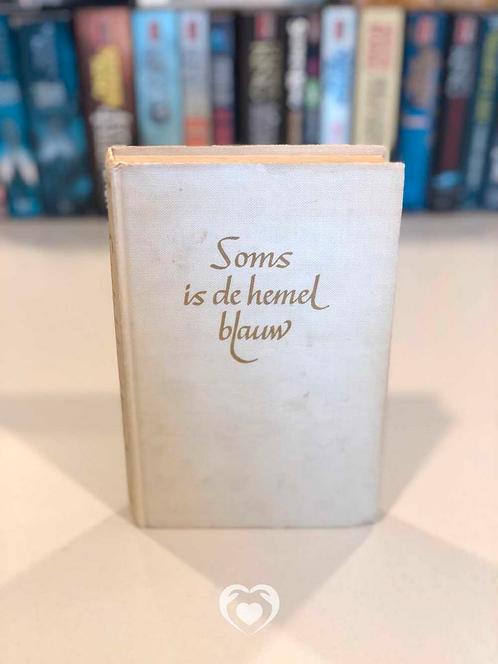 Soms
is de hemel
blauw